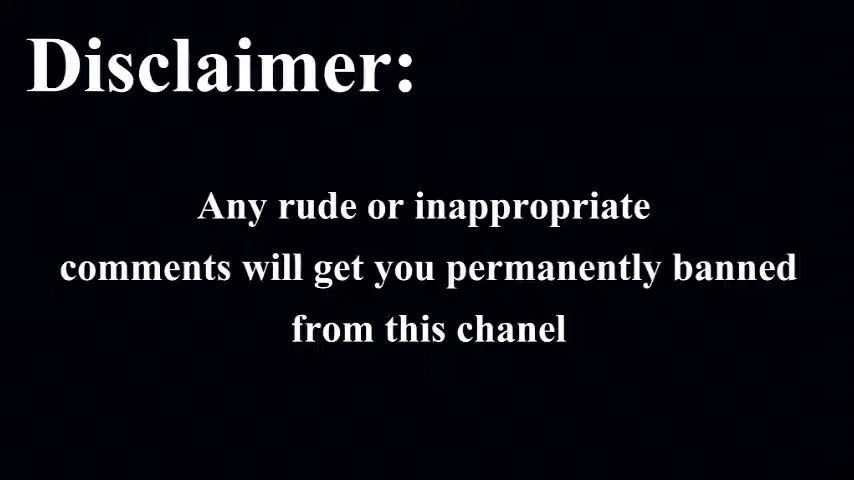 Disclaimer:
Any rude or inappropriate
comments will get you permanently banned
from this chanel